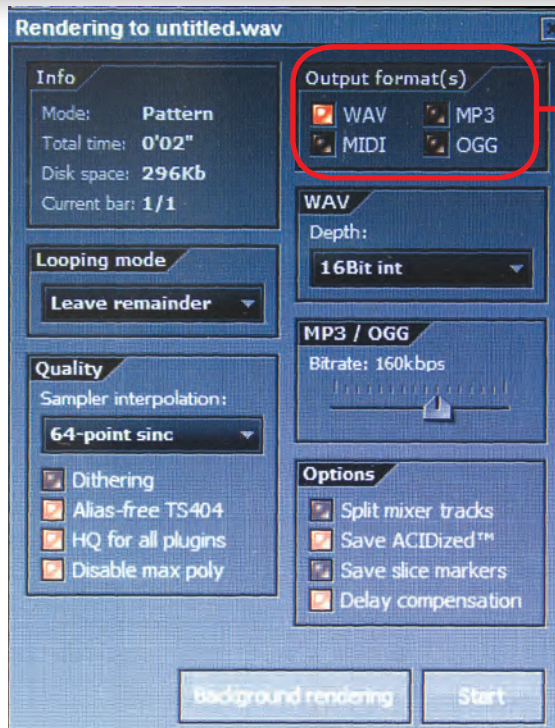 Rendering to untitled.wav
Info
Mode: Pattern
Total time: 0'02"
Disk space: 296Kb
Current bar: 1/1
Looping mode
Leave remainder
Quality
Sampler interpolation:
64-point sinc
Dithering
Alias-free TS404
HQ for all plugins
Disable max poly
Output format(s)
WAV
MP3
MIDI
OGG
WAV
Depth:
16Bit int
MP3 / OGG
Bitrate: 160kbps
Options
Split mixer tracks
Save ACIDized™
Save slice markers
Delay compensation
Background rendering
Start